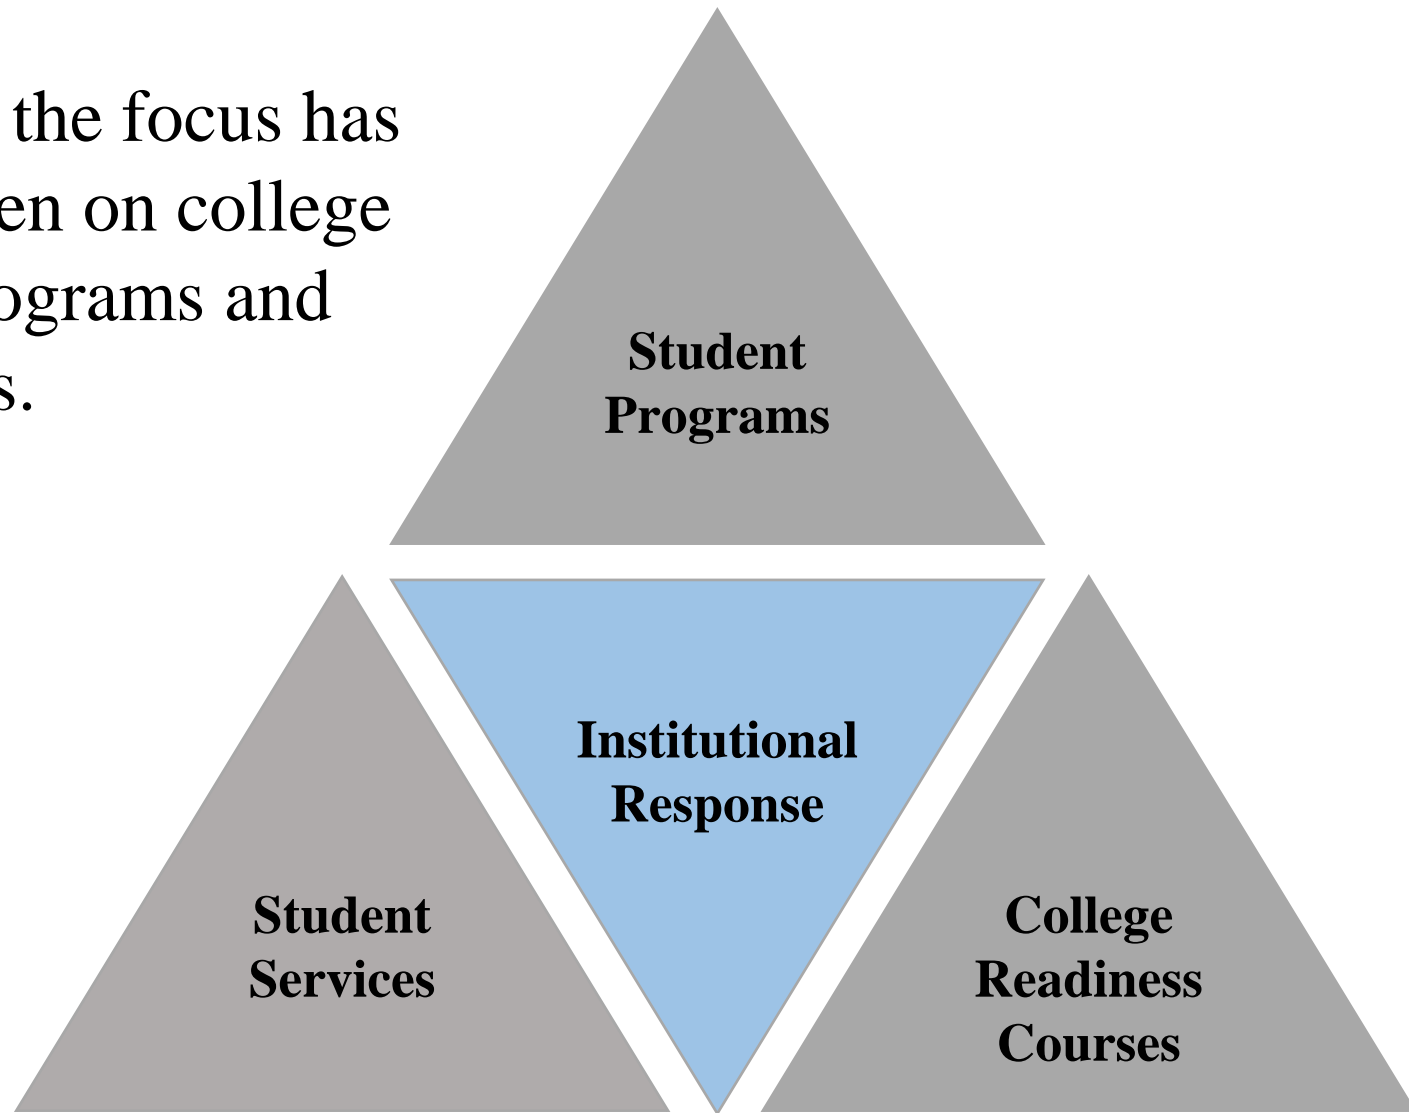 the focus has
en on college
ograms and
s.
Student
Programs
Institutional
Response
Student
Services
College
Readiness
Courses